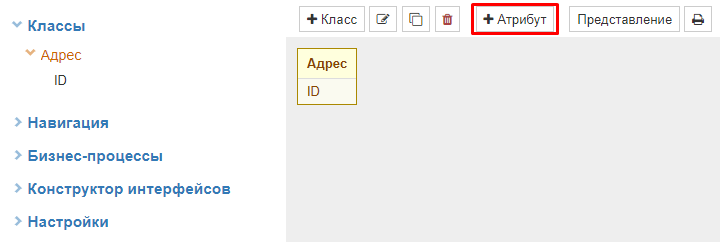 Классы
Адрес
ID
Навигация
Бизнес-процессы
Конструктор интерфейсов
Настройки
Класс Атрибут Представление
Адрес
ID